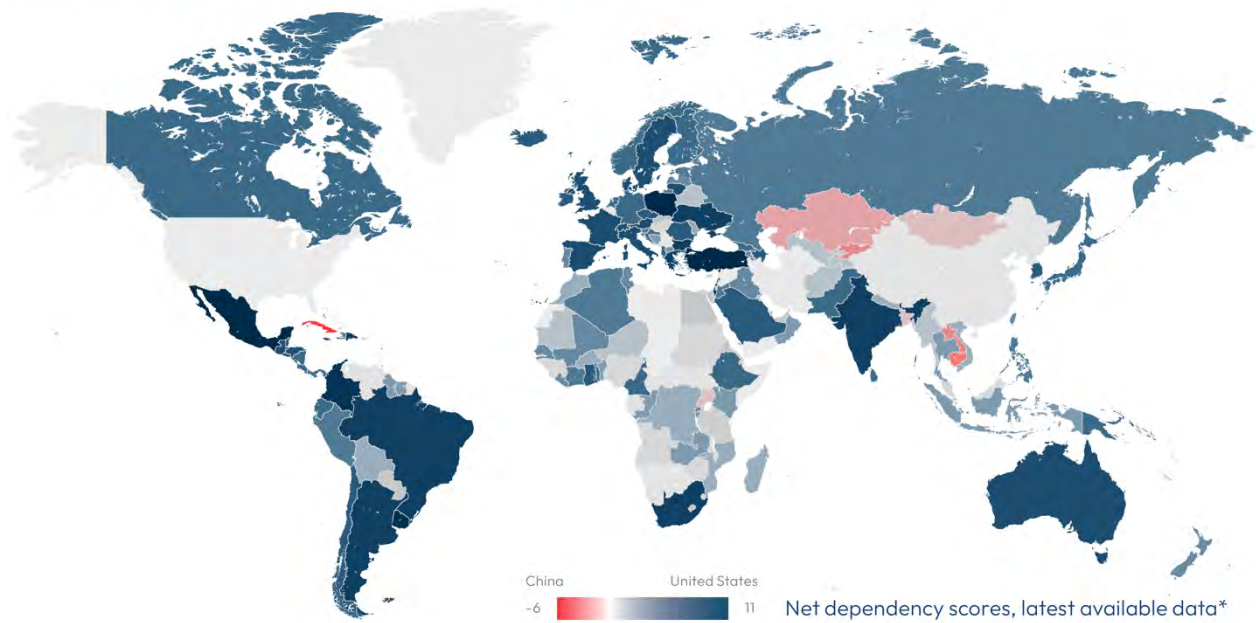 China United States
-6 11
Net dependency scores, latest available data*